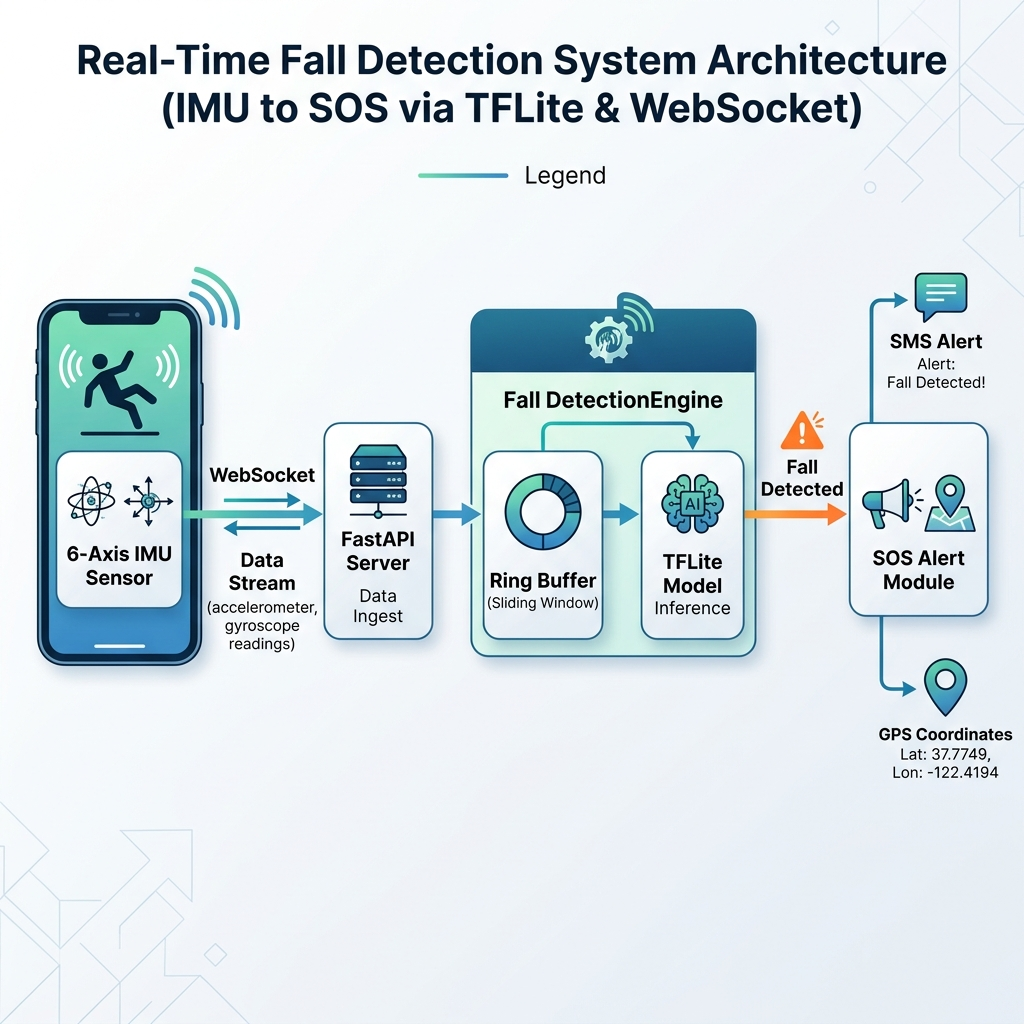 Real-Time Fall Detection System Architecture
(IMU to SOS via TFLite & WebSocket)
Legend
6-Axis IMU
Sensor
WebSocket
Data
Stream
(accelerometer,
gyroscope
readings)
FastAPI
Server
Data
Ingest
Fall DetectionEngine
Ring Buffer
(Sliding Window)
AI
TFLite
Model
Inference
Fall
Detected
SMS Alert
Alert:
Fall Detected!
SOS Alert
Module
GPS Coordinates
Lat: 37.7749,
Lon: -122.4194